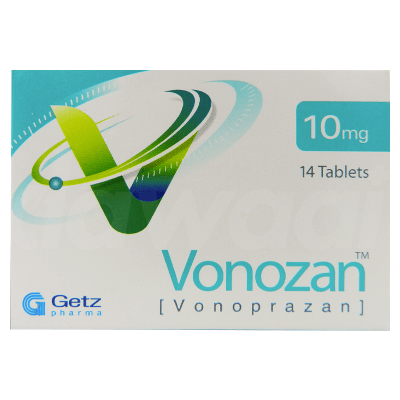 10mg
14 Tablets
Vonozan™
[Vonoprazan]
Getz
pharma